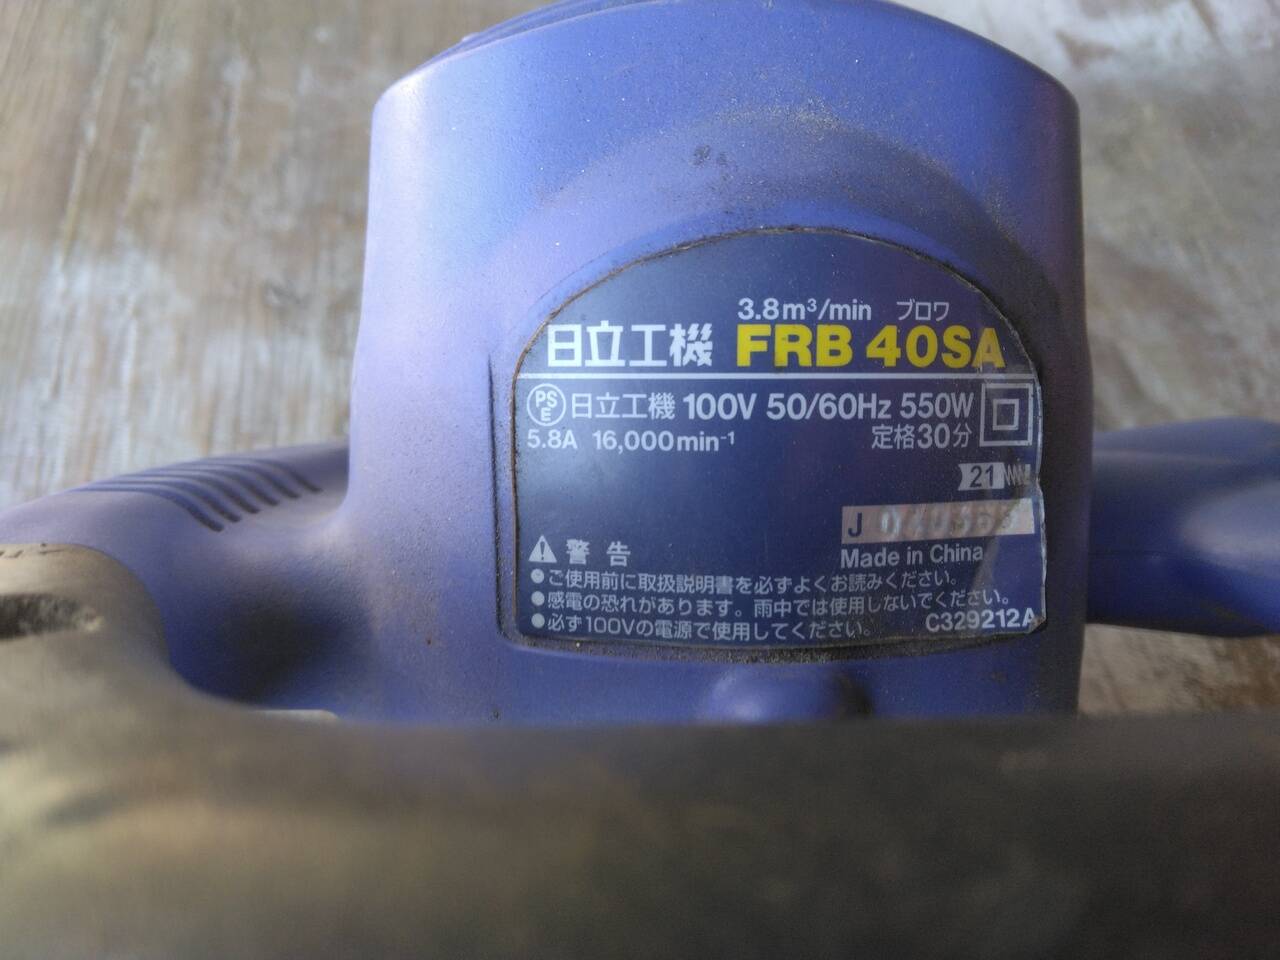 3.8m³/min ブロワ
日立工機 FRB 40SA
PSE 日立工機 100V 50/60Hz 550W
5.8A 16,000min⁻¹ 定格30分
21
J
Made in China
警告
●ご使用前に取扱説明書を必ずよくお読みください。
●感電の恐れがあります。雨中では使用しないでください。
●必ず100Vの電源で使用してください。 C329212A